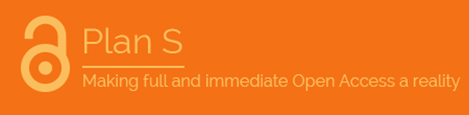 Plan S
Making full and immediate Open Access a reality